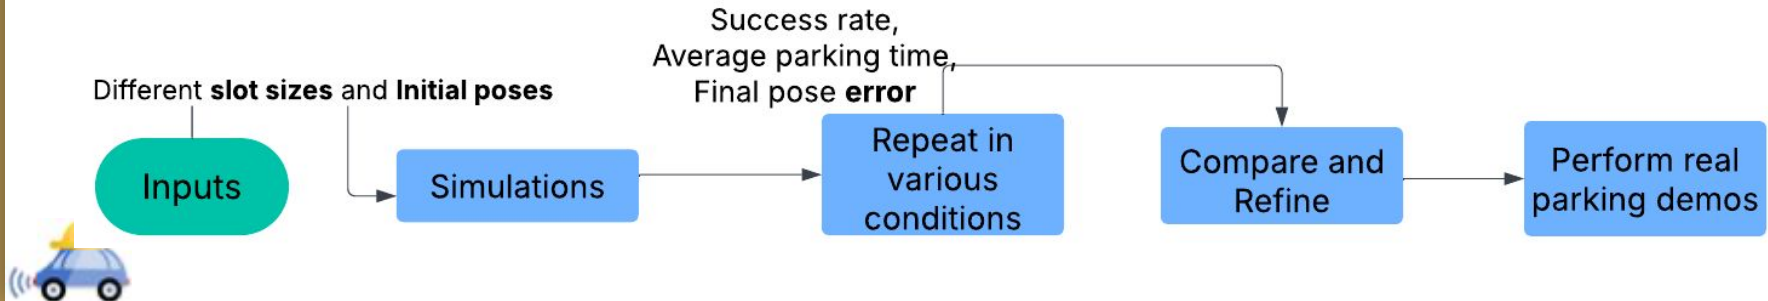 Different slot sizes and Initial poses
Inputs
Simulations
Success rate,
Average parking time,
Final pose error
Repeat in
various
conditions
Compare and
Refine
Perform real
parking demos